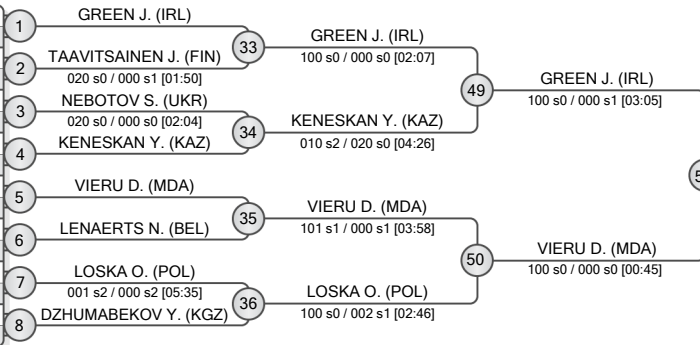 1
GREEN J. (IRL)
33
GREEN J. (IRL)
100 s0 / 000 s0 [02:07]
2
TAAVITSAINEN J. (FIN)
020 s0 / 000 s1 [01:50]
49
GREEN J. (IRL)
100 s0 / 000 s1 [03:05]
3
NEBOTOV S. (UKR)
020 s0 / 000 s0 [02:04]
34
KENESKAN Y. (KAZ)
010 s2 / 020 s0 [04:26]
4
KENESKAN Y. (KAZ)
5
VIERU D. (MDA)
35
VIERU D. (MDA)
101 s1 / 000 s1 [03:58]
6
LENAERTS N. (BEL)
50
VIERU D. (MDA)
100 s0 / 000 s0 [00:45]
7
LOSKA O. (POL)
001 s2 / 000 s2 [05:35]
36
LOSKA O. (POL)
100 s0 / 002 s1 [02:46]
8
DZHUMABEKOV Y. (KGZ)